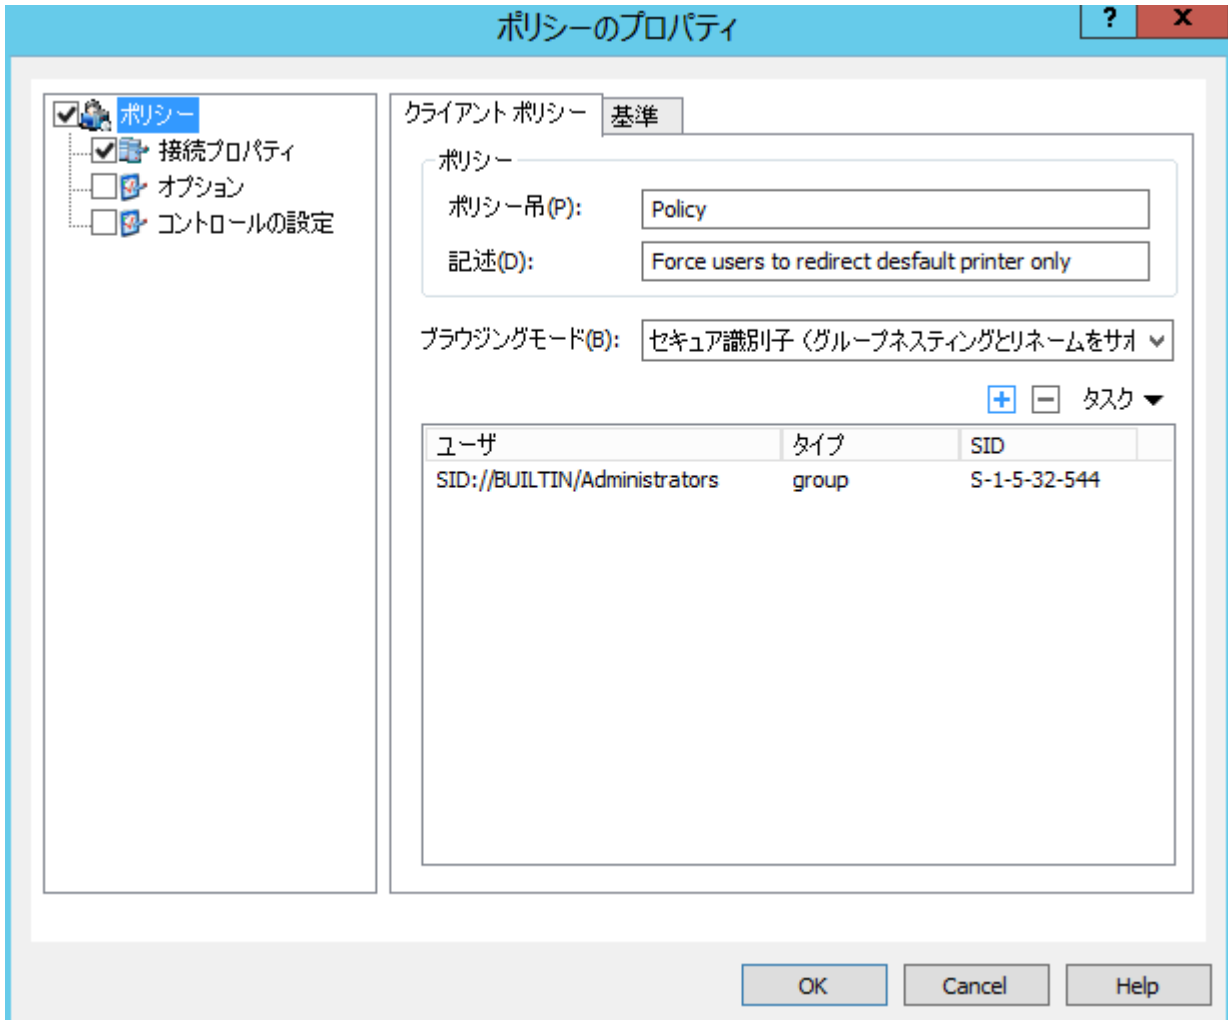 ポリシーのプロパティ
? x
ポリシー
接続プロパティ
オプション
コントロールの設定
クライアント ポリシー 基準
ポリシー
ポリシー吊(P): Policy
記述(D): Force users to redirect desfault printer only
ブラウジングモード(B): セキュア識別子（グループネスティングとリネームをサポ
タスク
ユーザ タイプ SID
SID://BUILTIN/Administrators group S-1-5-32-544
OK Cancel Help